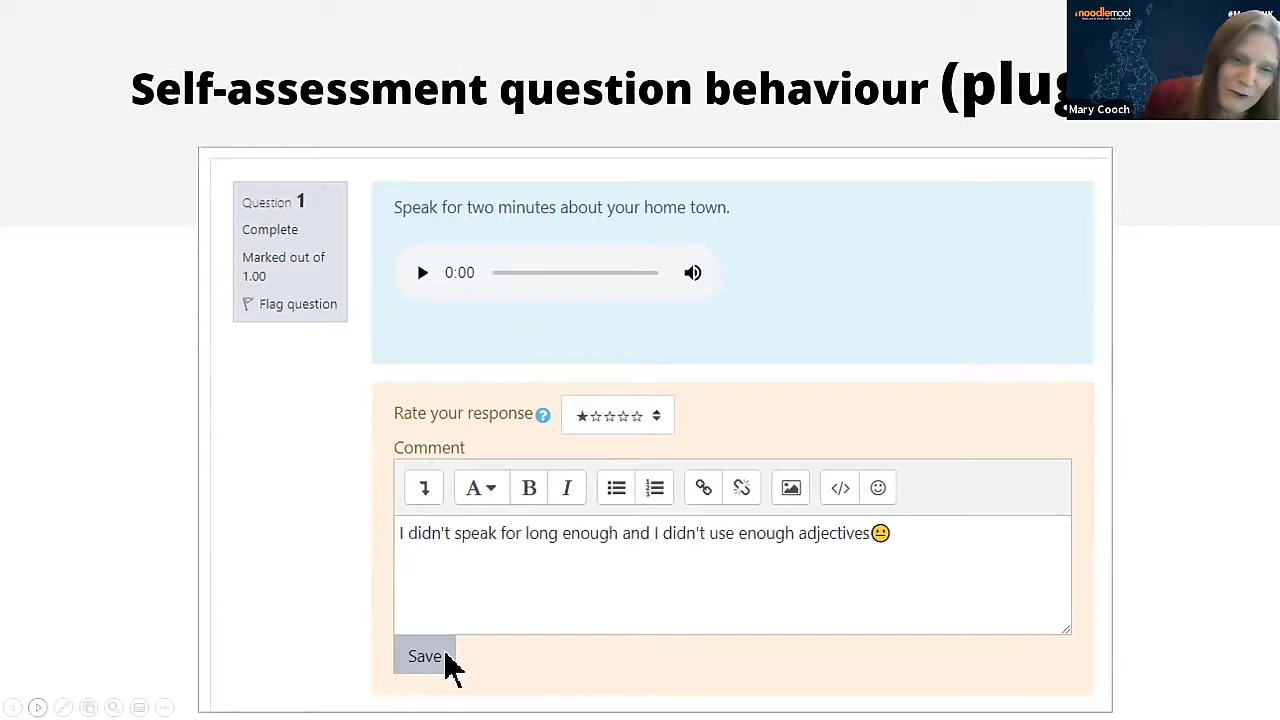 moodlemoot
Mary Cooch
Self-assessment question behaviour (plug
Question 1
Complete
Marked out of
1.00
Flag question
Speak for two minutes about your home town.
0:00
Rate your response ?
★☆☆☆☆
Comment
A B I </>
I didn't speak for long enough and I didn't use enough adjectives😐
Save